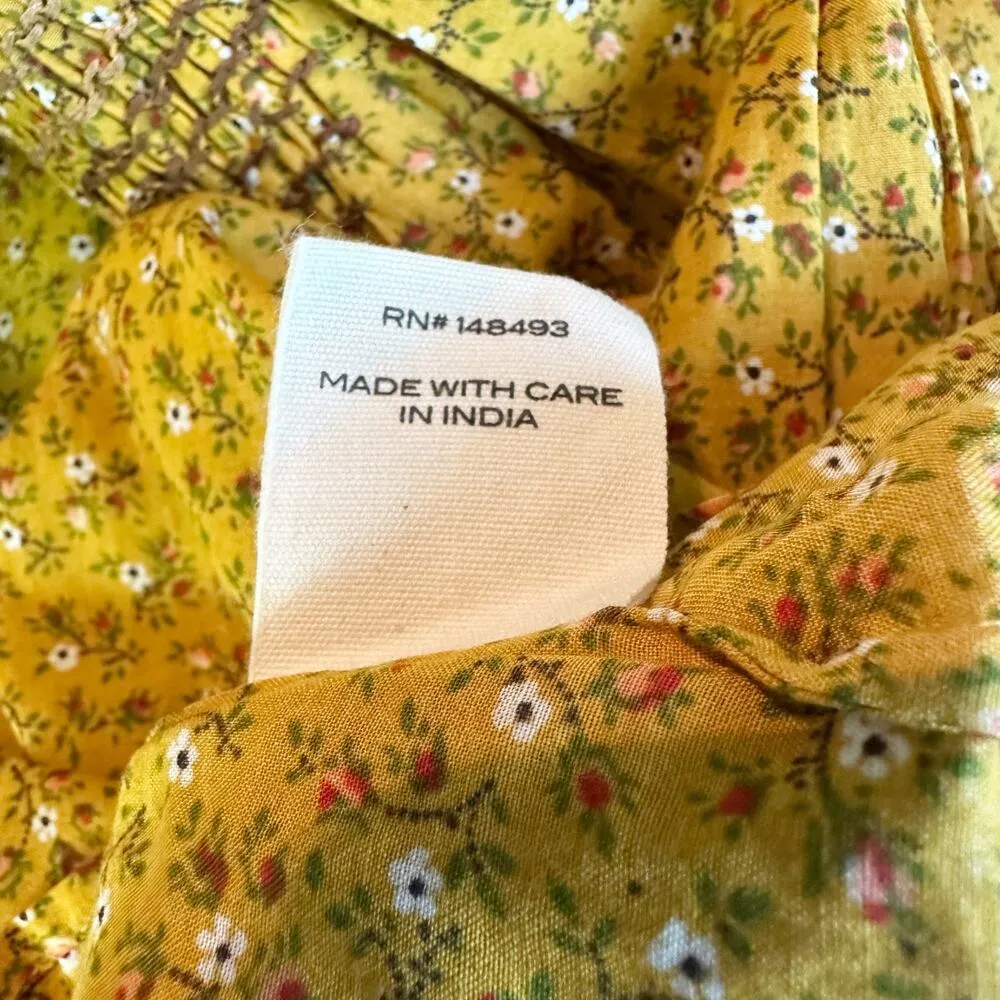 RN# 148493
MADE WITH CARE
IN INDIA